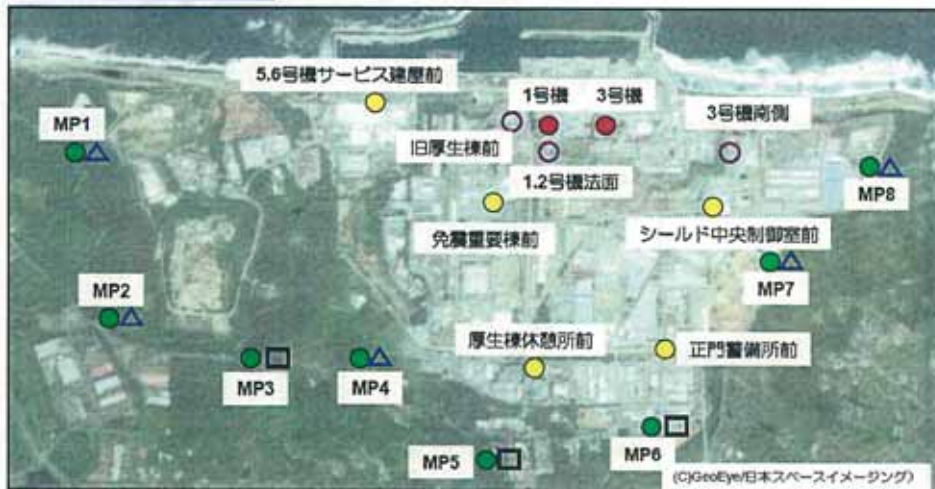 5.6号機サービス建屋前
1号機
3号機
MP1
旧厚生棟前
3号機南側
1.2号機法面
MP8
免震重要棟前
シールド中央制御室前
MP2
MP7
厚生棟休憩所前
正門警備所前
MP3
MP4
MP6
MP5
(C)GeoEye/日本スペースイメージング)